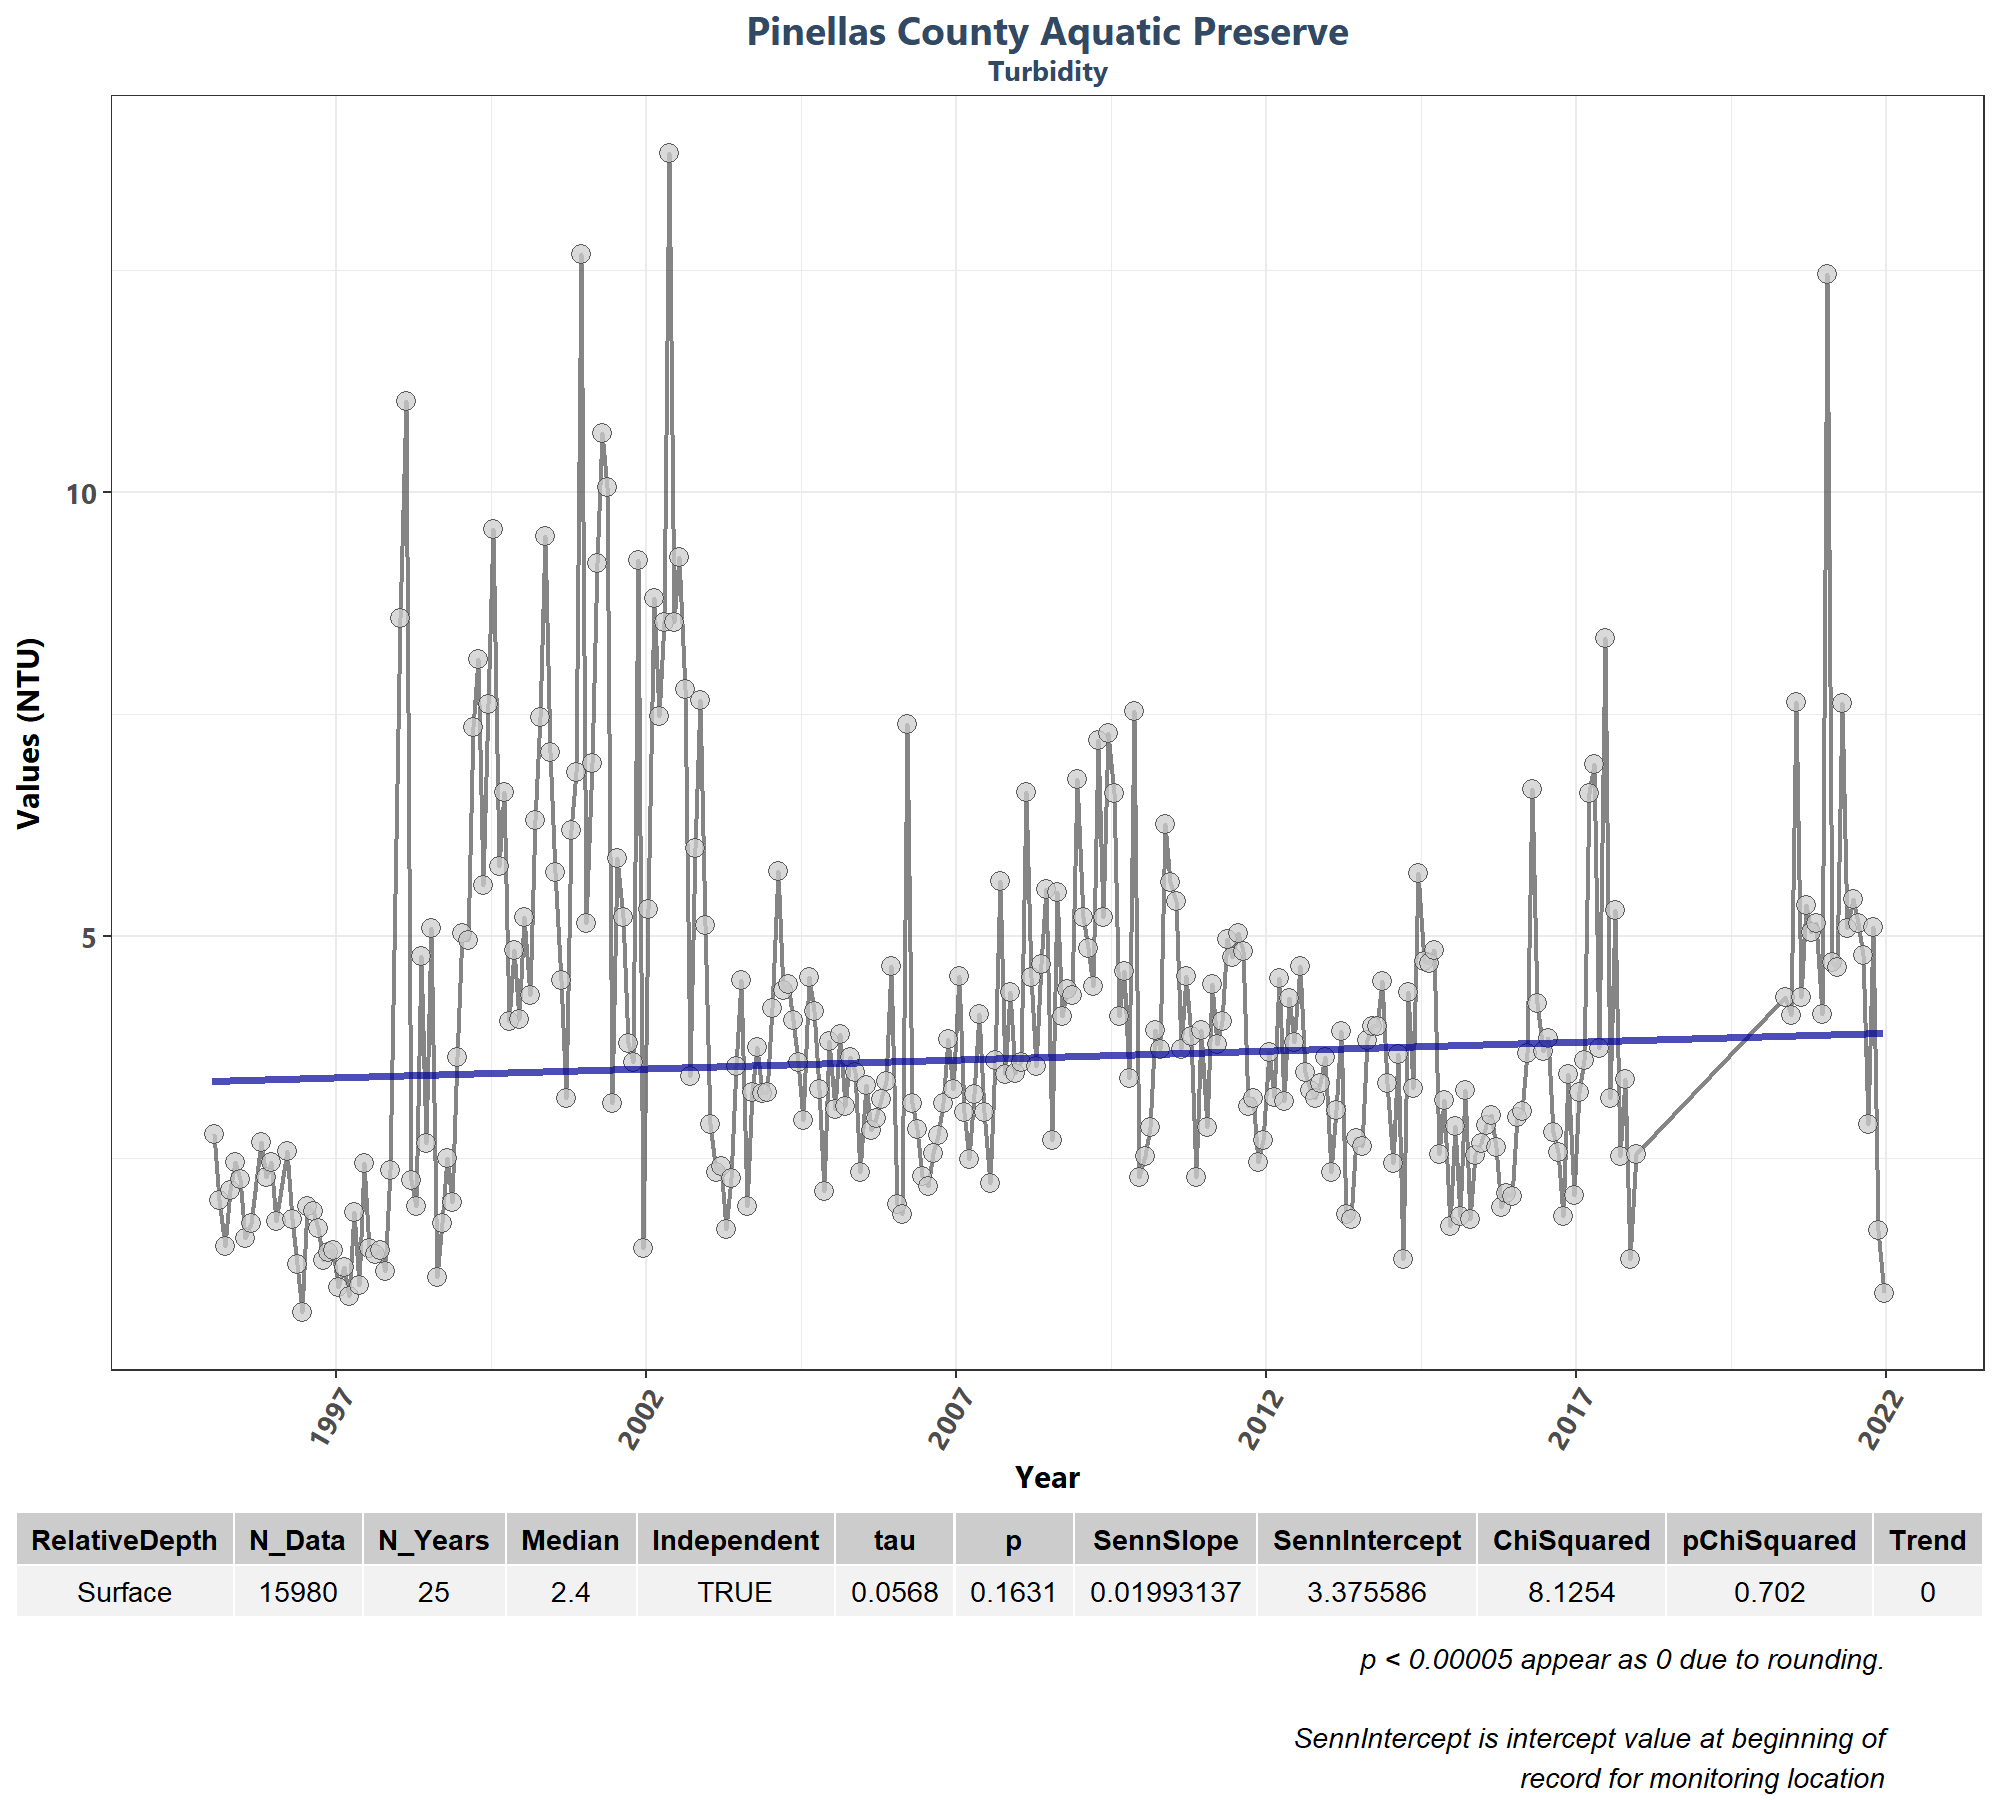 Pinellas County Aquatic Preserve
Turbidity
Values (NTU)
10
5
1997
2002
2007
2012
2017
2022
Year
RelativeDepth N_Data N_Years Median Independent tau p SennSlope SennIntercept ChiSquared pChiSquared Trend
Surface 15980 25 2.4 TRUE 0.0568 0.1631 0.01993137 3.375586 8.1254 0.702 0
p < 0.00005 appear as 0 due to rounding.
SennIntercept is intercept value at beginning of
record for monitoring location